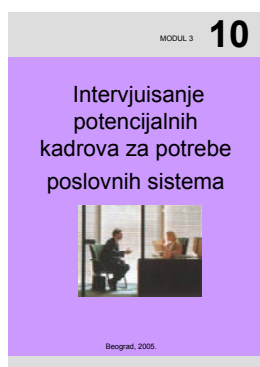 MODUL 3 10
Intervjuisanje
potencijalnih
kadrova za potrebe
poslovnih sistema
Beograd, 2005.